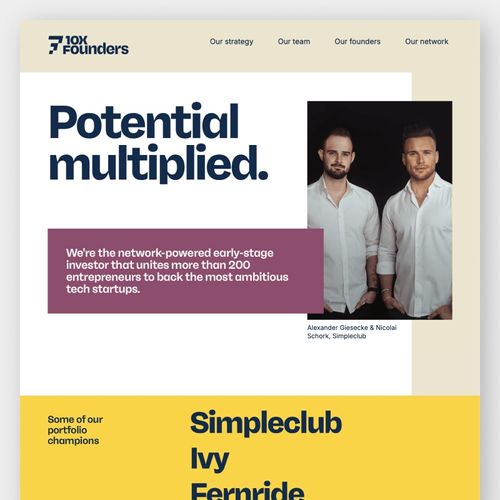 10X
Founders
Our strategy
Our team
Our founders
Our network
Potential
multiplied.
We're the network-powered early-stage
investor that unites more than 200
entrepreneurs to back the most ambitious
tech startups.
Alexander Giesecke & Nicolai
Schork, Simpleclub
Some of our
portfolio
champions
Simpleclub
Ivy
Fernride